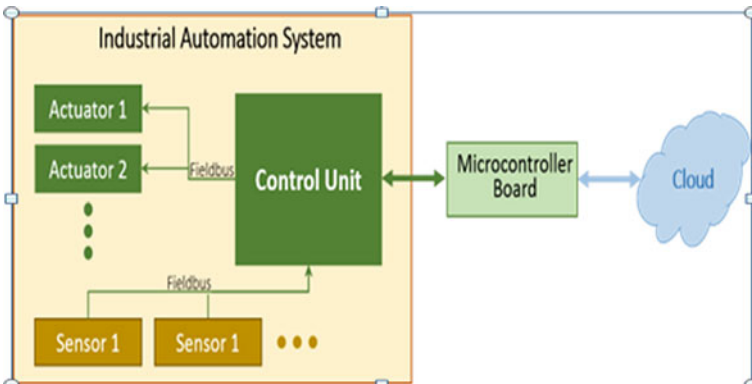 Industrial Automation System
Actuator 1
Actuator 2
Fieldbus
Control Unit
Microcontroller
Board
Cloud
Fieldbus
Sensor 1
Sensor 1